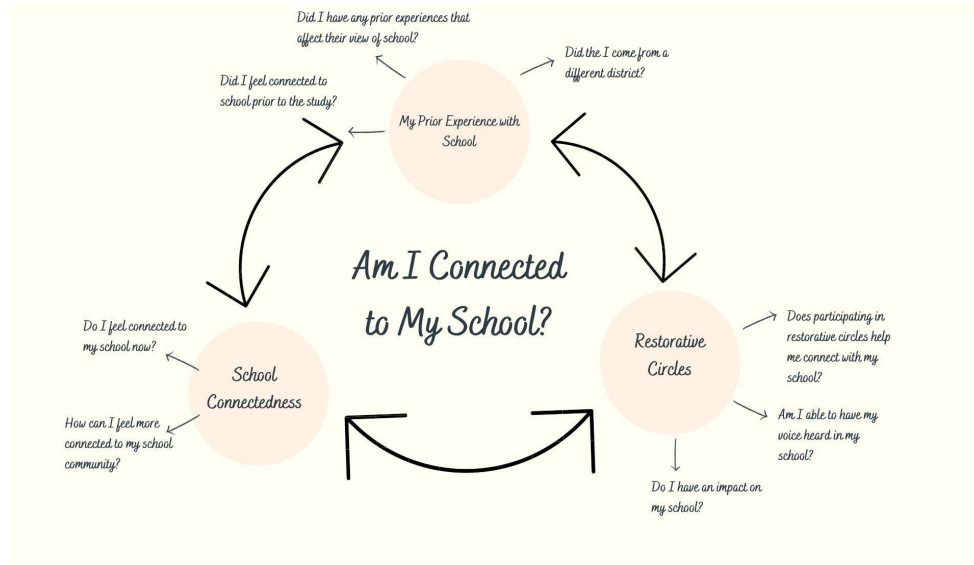 Did I have any prior experiences that
affect their view of school?
Did the I come from a
different district?
Did I feel connected to
school prior to the study?
My Prior Experience with
School
Am I Connected
to My School?
Do I feel connected to
my school now?
School
Connectedness
How can I feel more
connected to my school
community?
Restorative
Circles
Does participating in
restorative circles help
me connect with my
school?
Am I able to have my
voice heard in my
school?
Do I have an impact on
my school?